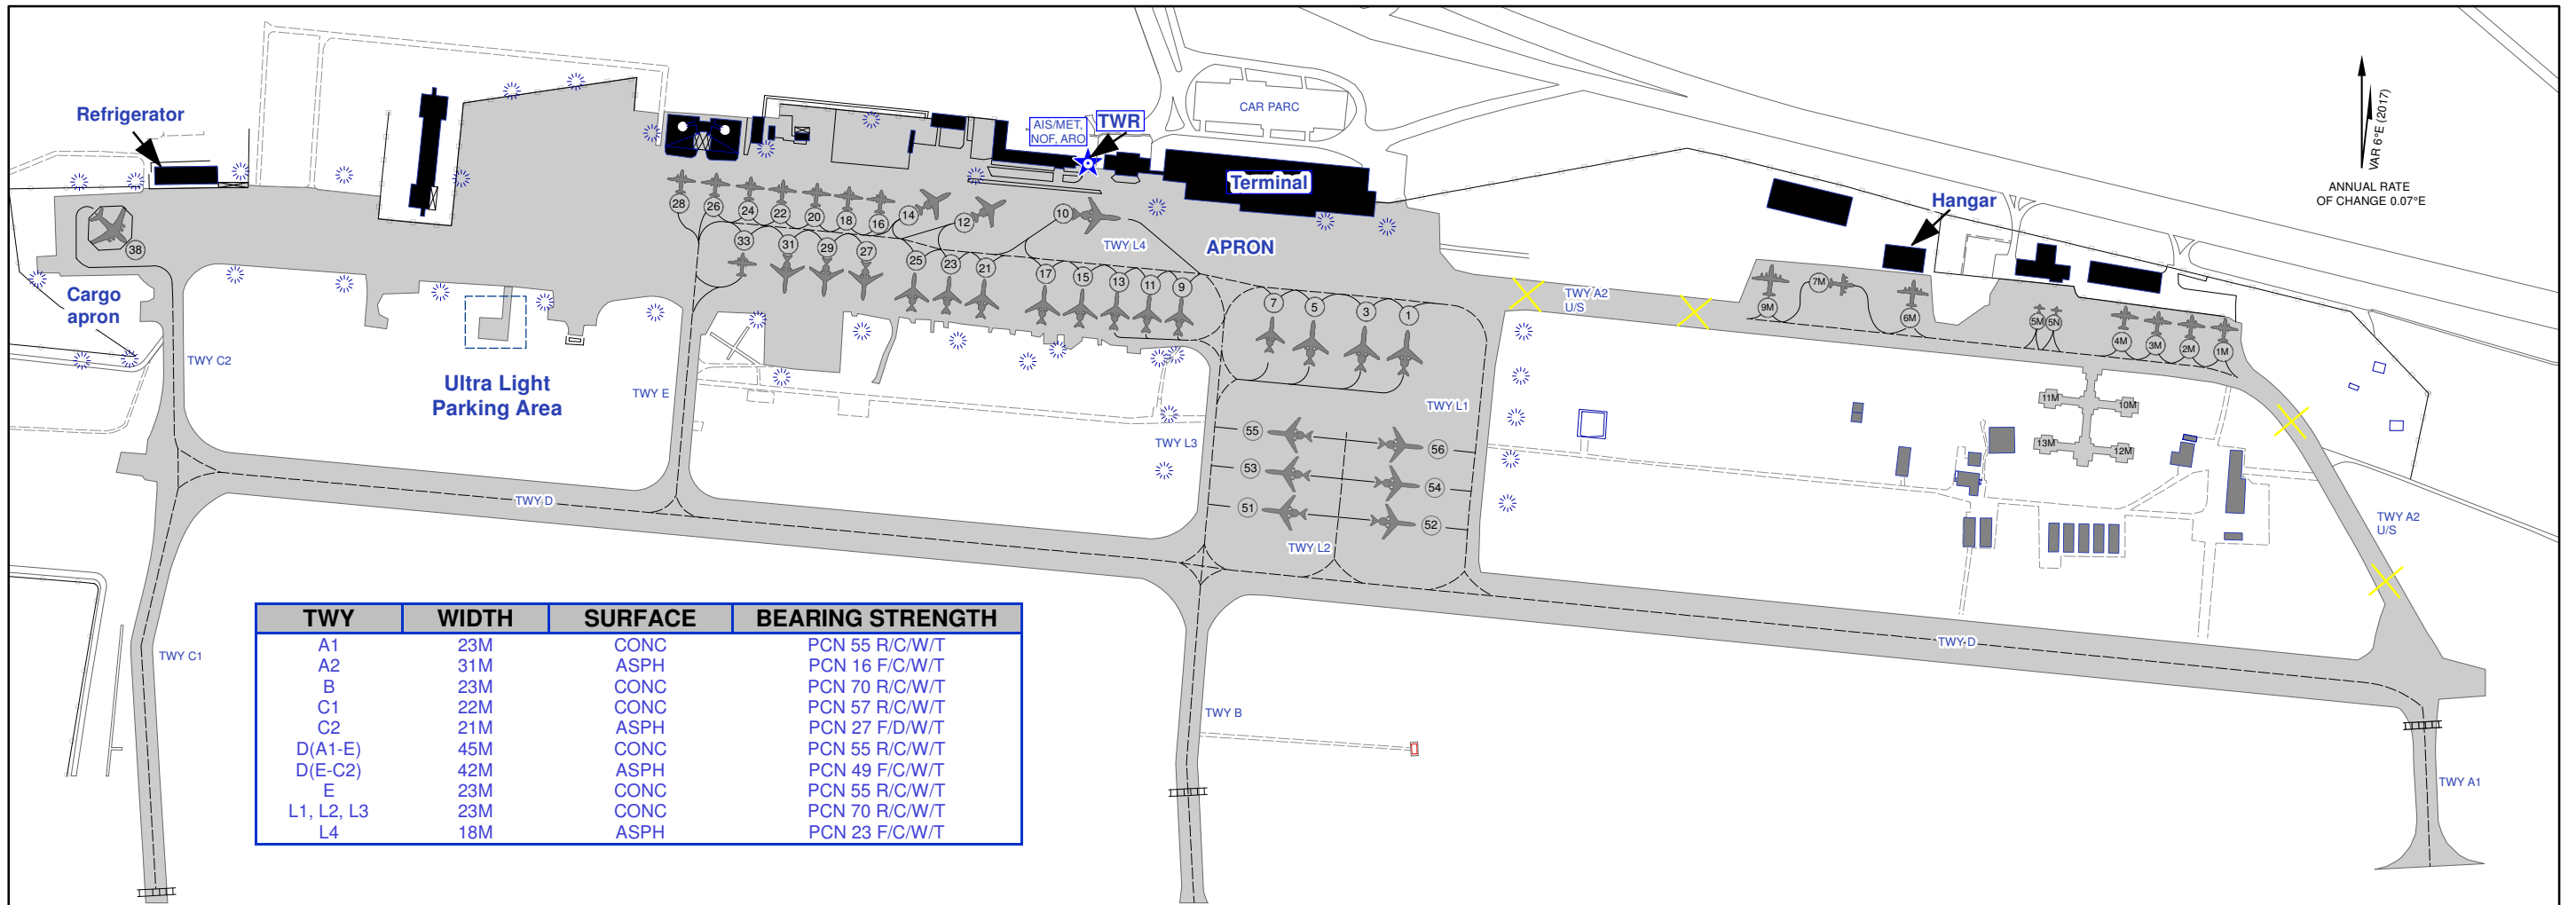 Refrigerator
AIS/MET,
NOF, ARO
TWR
CAR PARC
VAR 6°E (2017)
ANNUAL RATE
OF CHANGE 0.07°E
Terminal
Hangar
28
26
24
22
20
18
16
14
12
10
38
33
31
29
27
25
23
21
17
15
13
11
9
TWY L4
APRON
Cargo
apron
7
5
3
1
TWY A2
U/S
9M
7M
6M
5M
5N
4M
3M
2M
1M
TWY C2
Ultra Light
Parking Area
TWY E
TWY L1
11M
10M
13M
12M
TWY L3
55
56
53
54
51
52
TWY D
TWY L2
TWY A2
U/S
TWY C1
TWY D
TWY B
TWY A1
TWY WIDTH SURFACE BEARING STRENGTH
A1 23M CONC PCN 55 R/C/W/T
A2 31M ASPH PCN 16 F/C/W/T
B 23M CONC PCN 70 R/C/W/T
C1 22M CONC PCN 57 R/C/W/T
C2 21M ASPH PCN 27 F/D/W/T
D(A1-E) 45M CONC PCN 55 R/C/W/T
D(E-C2) 42M ASPH PCN 49 F/C/W/T
E 23M CONC PCN 55 R/C/W/T
L1, L2, L3 23M CONC PCN 70 R/C/W/T
L4 18M ASPH PCN 23 F/C/W/T